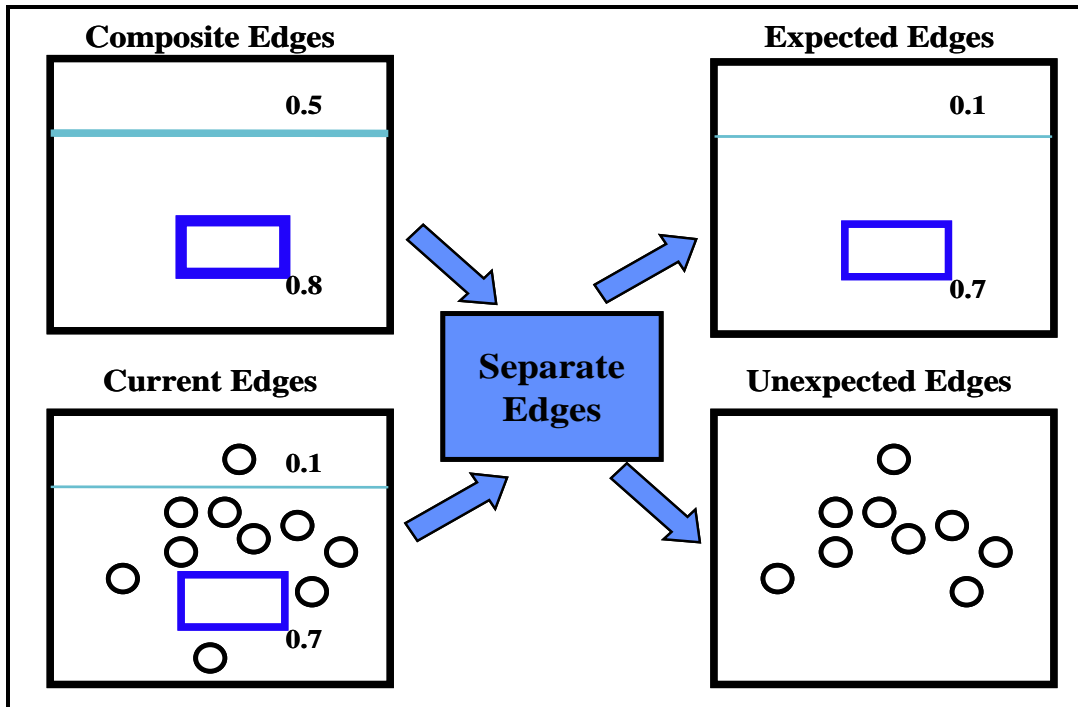 Composite Edges
0.5
0.8
Expected Edges
0.1
0.7
Separate
Edges
Current Edges
0.1
0.7
Unexpected Edges